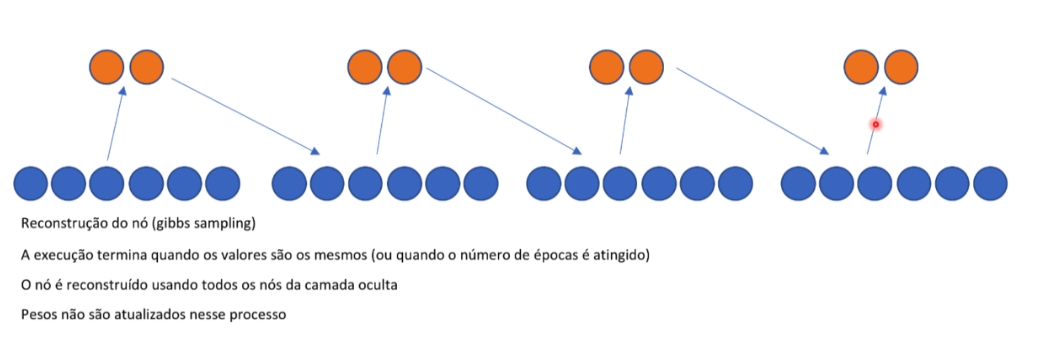 Reconstrução do nó (gibbs sampling)
A execução termina quando os valores são os mesmos (ou quando o número de épocas é atingido)
O nó é reconstruído usando todos os nós da camada oculta
Pesos não são atualizados nesse processo